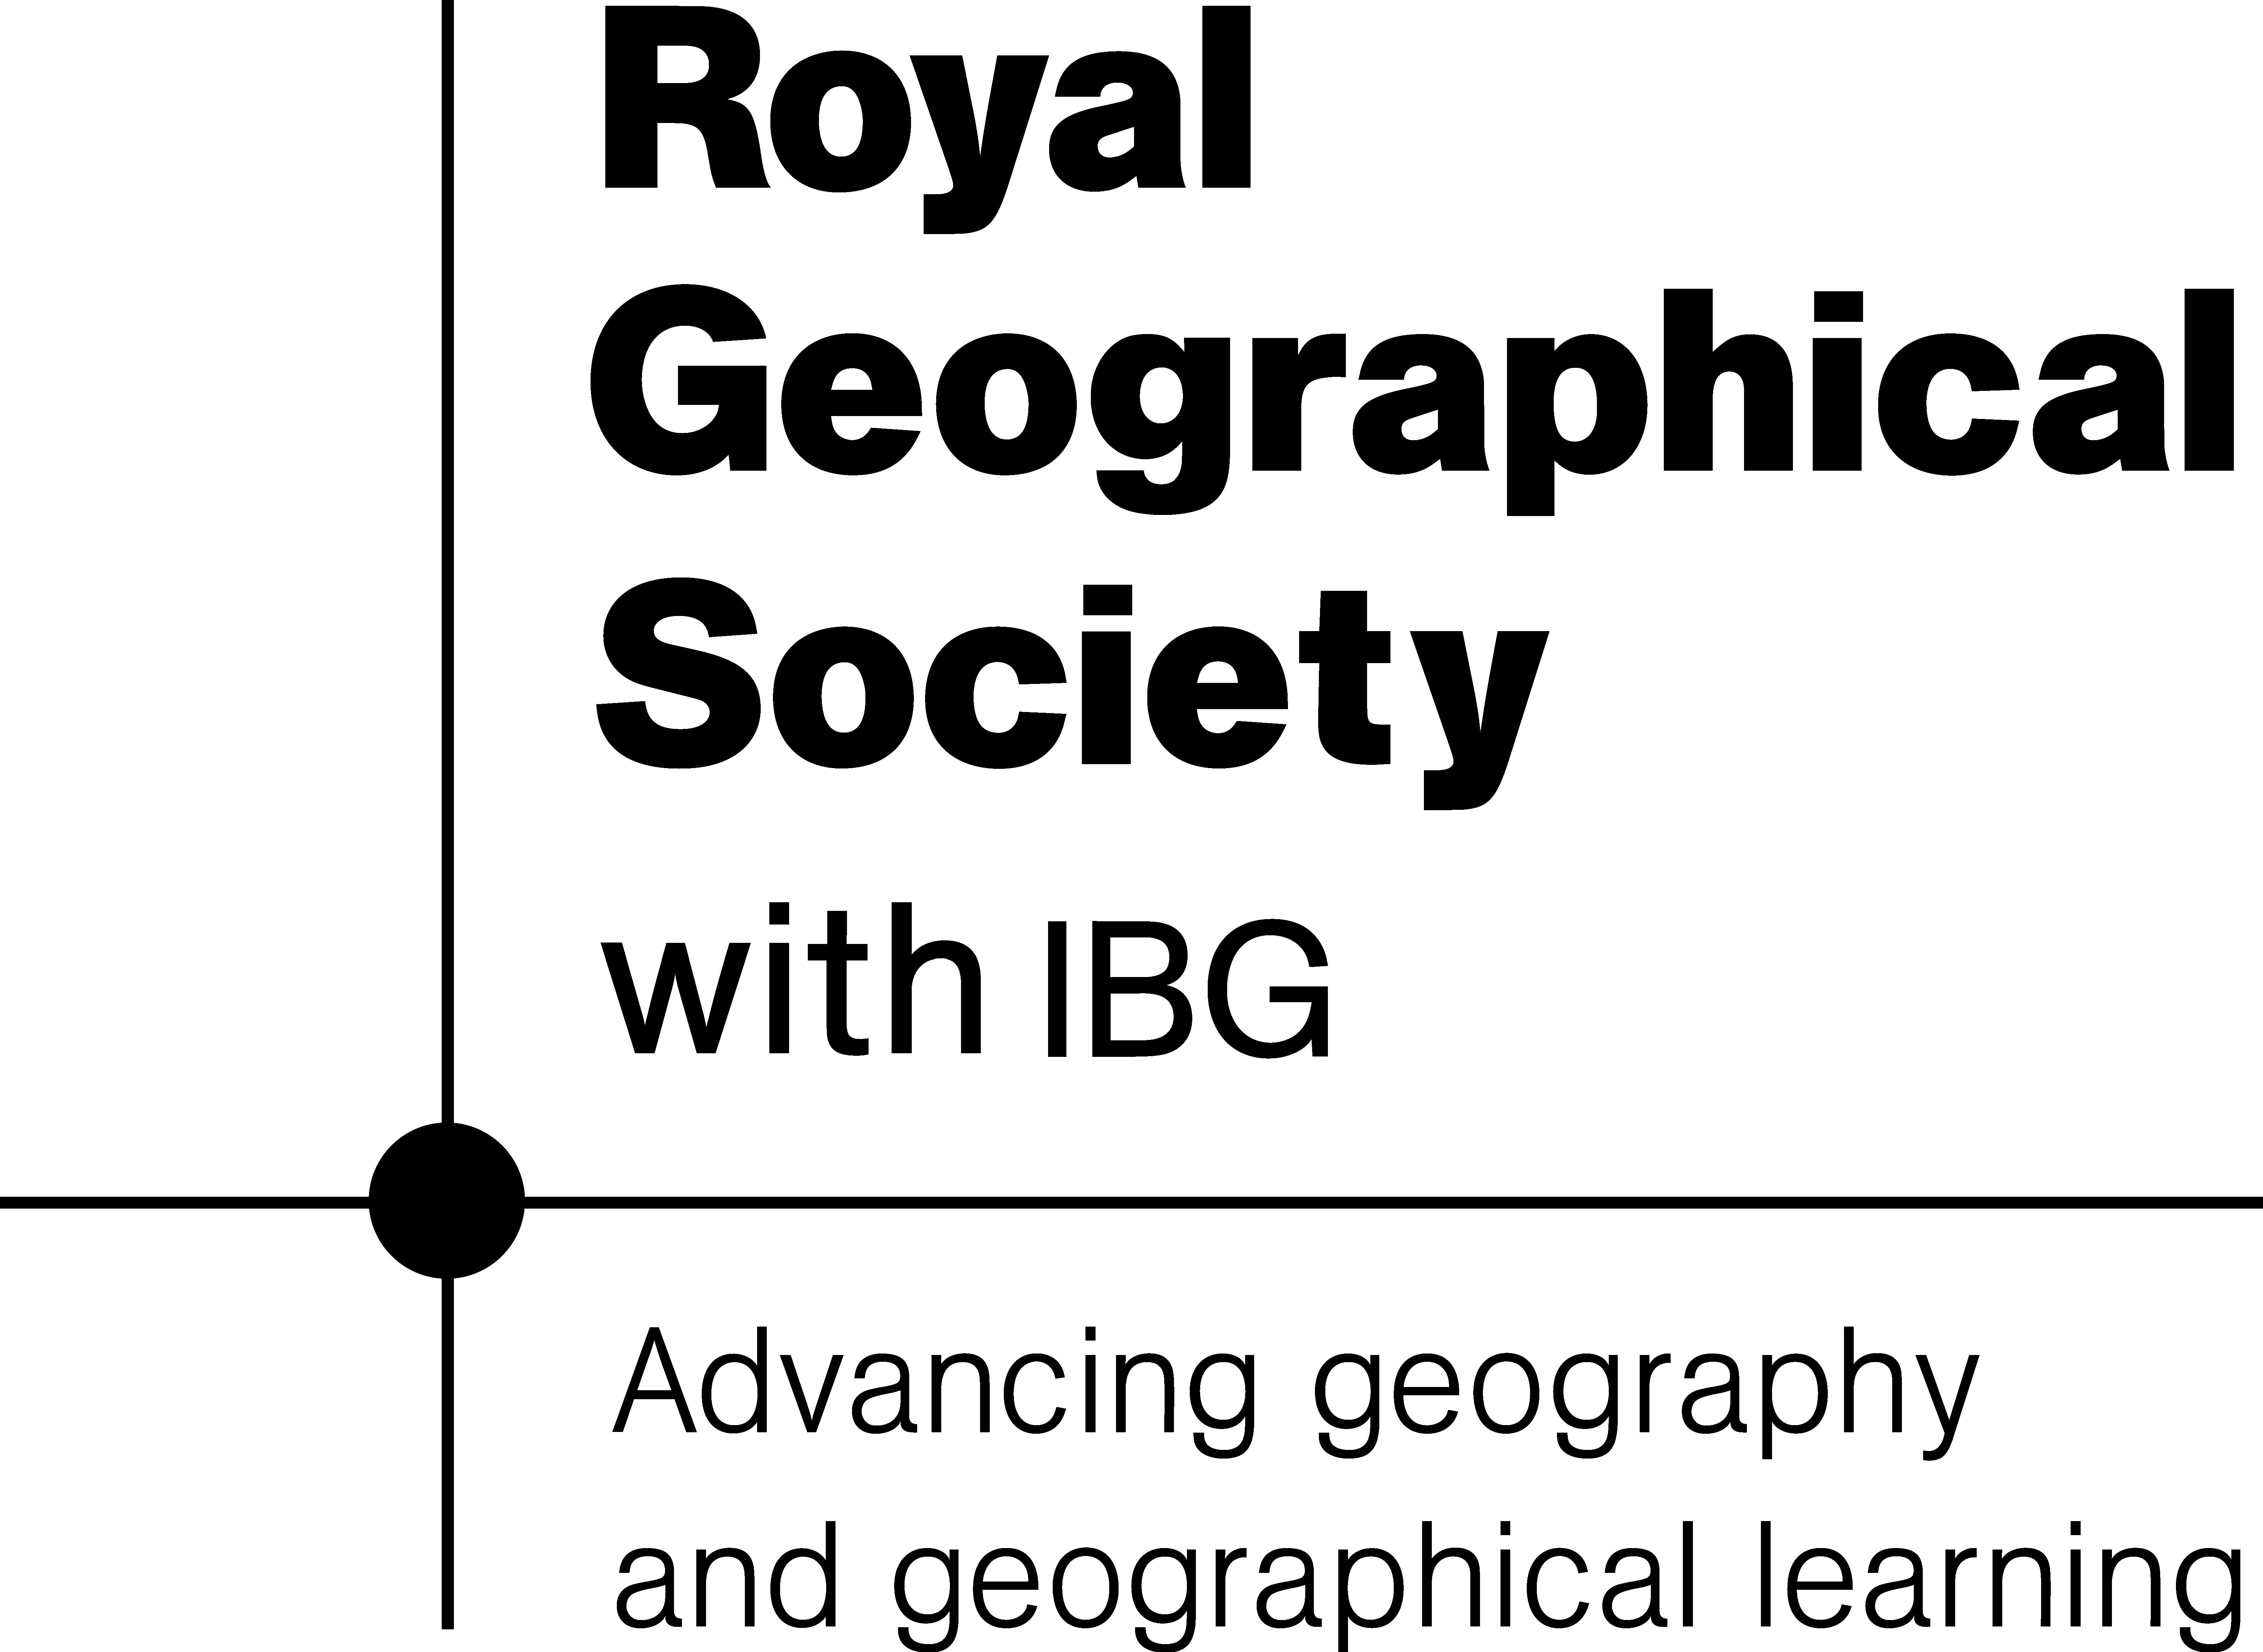 Royal
Geographical
Society
with IBG
Advancing geography
and geographical learning